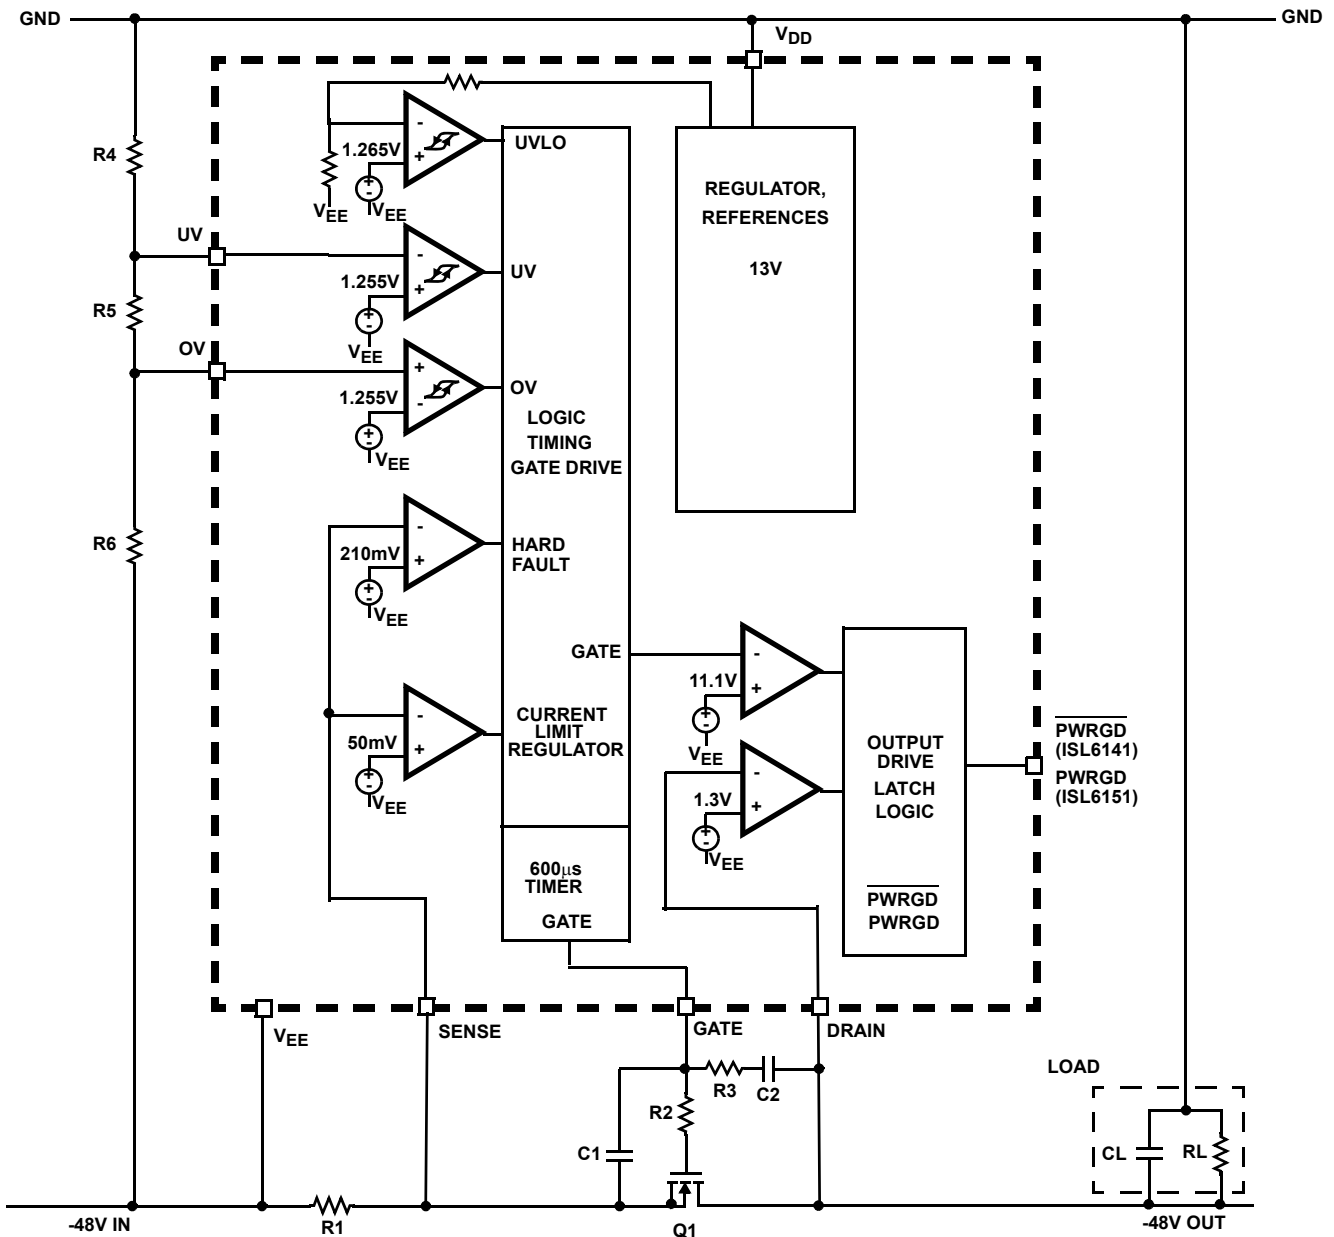 GND
GND
VDD
R4
1.265V
UVLO
VEE
VEE
REGULATOR,
REFERENCES
13V
UV
1.255V
UV
VEE
R5
OV
1.255V
OV
VEE
LOGIC
TIMING
GATE DRIVE
R6
210mV
HARD
FAULT
VEE
GATE
11.1V
VEE
50mV
CURRENT
LIMIT
REGULATOR
VEE
1.3V
VEE
OUTPUT
DRIVE
LATCH
LOGIC
PWRGD
(ISL6141)
PWRGD
(ISL6151)
600μs
TIMER
GATE
PWRGD
PWRGD
VEE
SENSE
GATE
DRAIN
LOAD
R3
C2
R2
C1
CL
RL
-48V IN
R1
Q1
-48V OUT